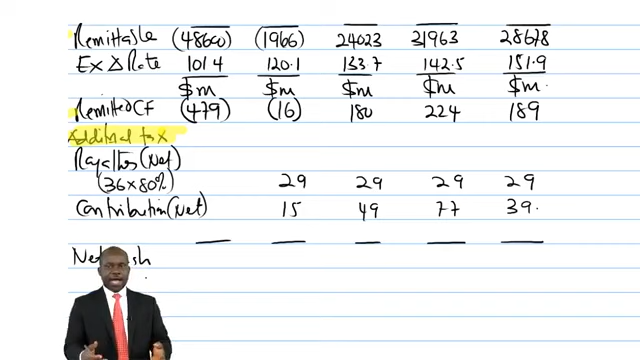 Remittable (48600) (1966) 24023 31963 28678
Ex Δ Rate 101.4 120.1 133.7 142.5 151.9
$m $m $m $m $m
Remitted CF (479) (16) 180 224 189
Additional tax
Royalties (Net)
(36 x 80%) 29 29 29 29
Contribution (Net) 15 49 77 39.
Net